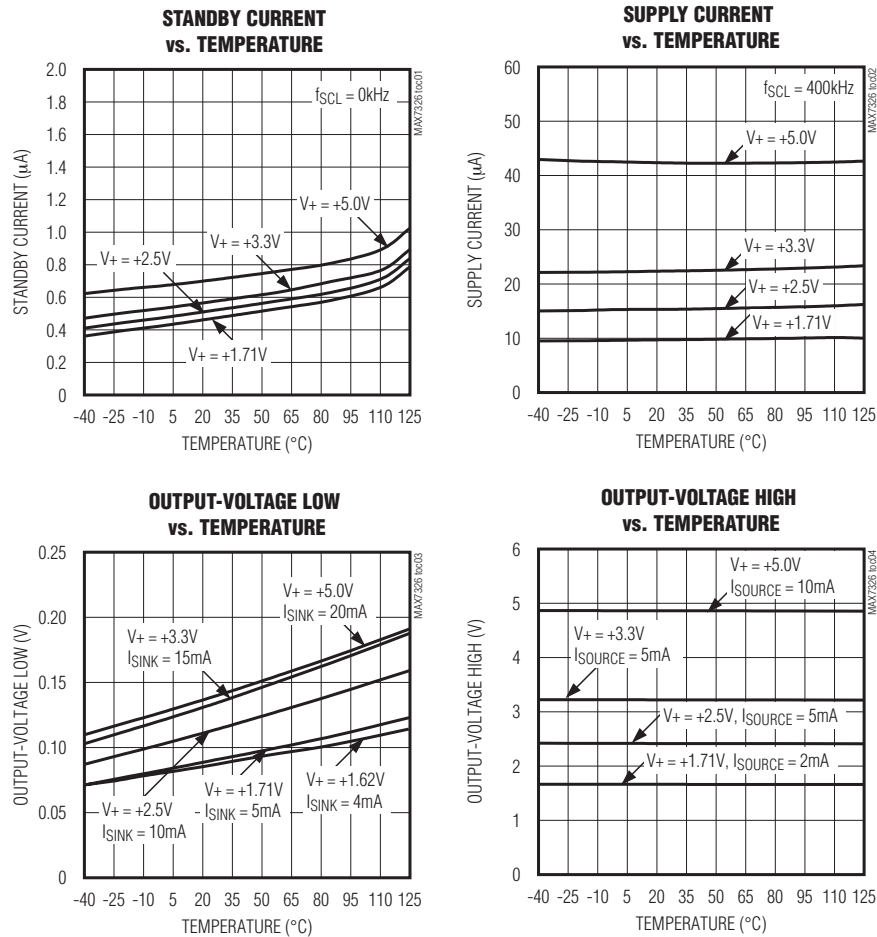 STANDBY CURRENT
vs. TEMPERATURE
STANDBY CURRENT (µA)
2.0
1.8
1.6
1.4
1.2
1.0
0.8
0.6
0.4
0.2
0
fSCL = 0kHz
MAX7326 toc01
V+ = +5.0V
V+ = +3.3V
V+ = +2.5V
V+ = +1.71V
-40 -25 -10 5 20 35 50 65 80 95 110 125
TEMPERATURE (°C)
SUPPLY CURRENT
vs. TEMPERATURE
SUPPLY CURRENT (µA)
60
50
40
30
20
10
0
fSCL = 400kHz
MAX7326 toc02
V+ = +5.0V
V+ = +3.3V
V+ = +2.5V
V+ = +1.71V
-40 -25 -10 5 20 35 50 65 80 95 110 125
TEMPERATURE (°C)
OUTPUT-VOLTAGE LOW
vs. TEMPERATURE
OUTPUT-VOLTAGE LOW (V)
0.25
0.20
0.15
0.10
0.05
0
MAX7326 toc03
V+ = +5.0V
ISINK = 20mA
V+ = +3.3V
ISINK = 15mA
V+ = +2.5V
ISINK = 10mA
V+ = +1.71V
ISINK = 5mA
V+ = +1.62V
ISINK = 4mA
-40 -25 -10 5 20 35 50 65 80 95 110 125
TEMPERATURE (°C)
OUTPUT-VOLTAGE HIGH
vs. TEMPERATURE
OUTPUT-VOLTAGE HIGH (V)
6
5
4
3
2
1
0
MAX7326 toc04
V+ = +5.0V
ISOURCE = 10mA
V+ = +3.3V
ISOURCE = 5mA
V+ = +2.5V, ISOURCE = 5mA
V+ = +1.71V, ISOURCE = 2mA
-40 -25 -10 5 20 35 50 65 80 95 110 125
TEMPERATURE (°C)